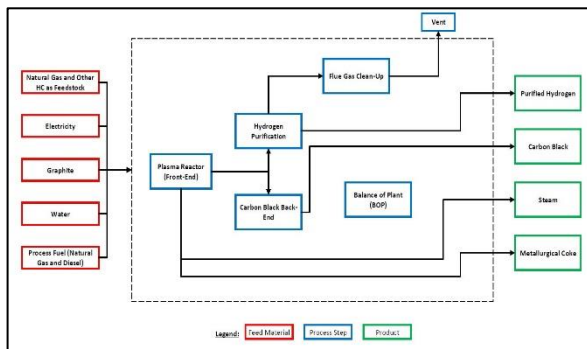 Vent
Natural Gas and Other
HC as Feedstock
Flue Gas Clean-Up
Purified Hydrogen
Electricity
Hydrogen
Purification
Carbon Black
Graphite
Plasma Reactor
(Front-End)
Carbon Black Back-
End
Balance of Plant
(BOP)
Steam
Water
Process Fuel (Natural
Gas and Diesel)
Metallurgical Coke
Legend:
Feed Material
Process Step
Product